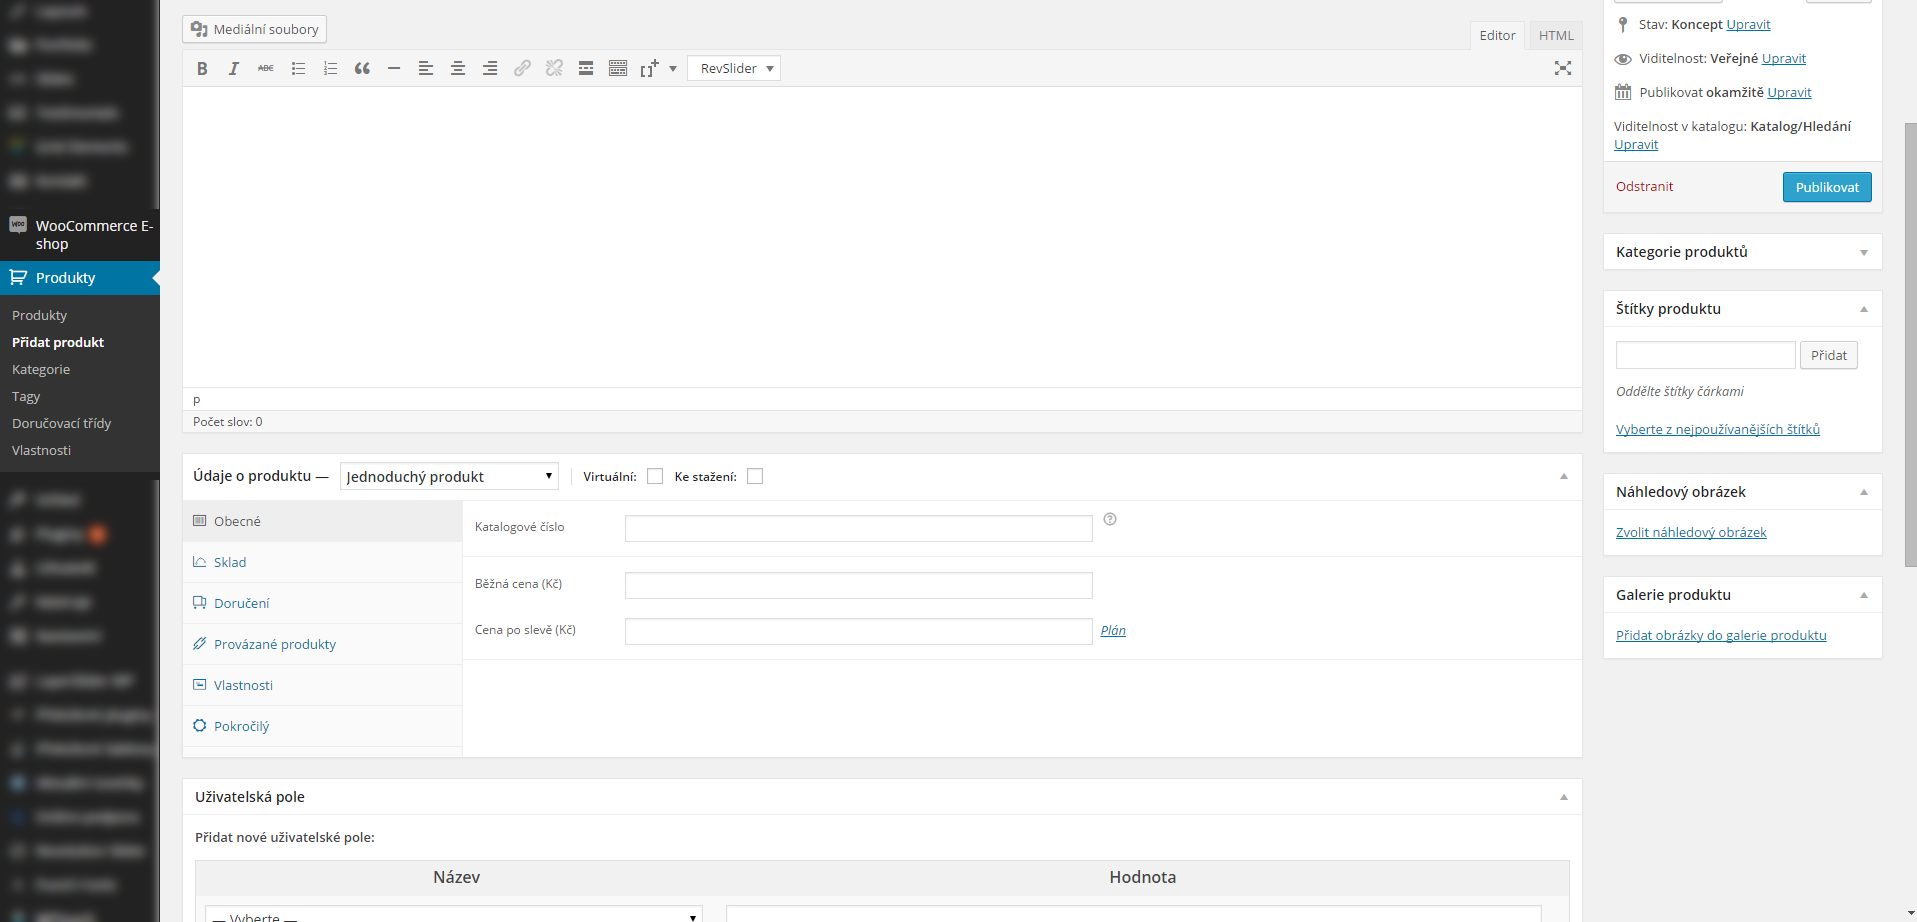 WooCommerce E-
shop
Produkty
Produkty
Přidat produkt
Kategorie
Tagy
Doručovací třídy
Vlastnosti
Mediální soubory
Editor
HTML
B I ABC
RevSlider
p
Počet slov: 0
Údaje o produktu — Jednoduchý produkt Virtuální: Ke stažení:
Obecné
Sklad
Doručení
Provázané produkty
Vlastnosti
Pokročilý
Katalogové číslo
Běžná cena (Kč)
Cena po slevě (Kč) Plán
Uživatelská pole
Přidat nové uživatelské pole:
Název Hodnota
— Vyberte —
Stav: Koncept Upravit
Viditelnost: Veřejné Upravit
Publikovat okamžitě Upravit
Viditelnost v katalogu: Katalog/Hledání
Upravit
Odstranit Publikovat
Kategorie produktů
Štítky produktu
Přidat
Oddělte štítky čárkami
Vyberte z nejpoužívanějších štítků
Náhledový obrázek
Zvolit náhledový obrázek
Galerie produktu
Přidat obrázky do galerie produktu